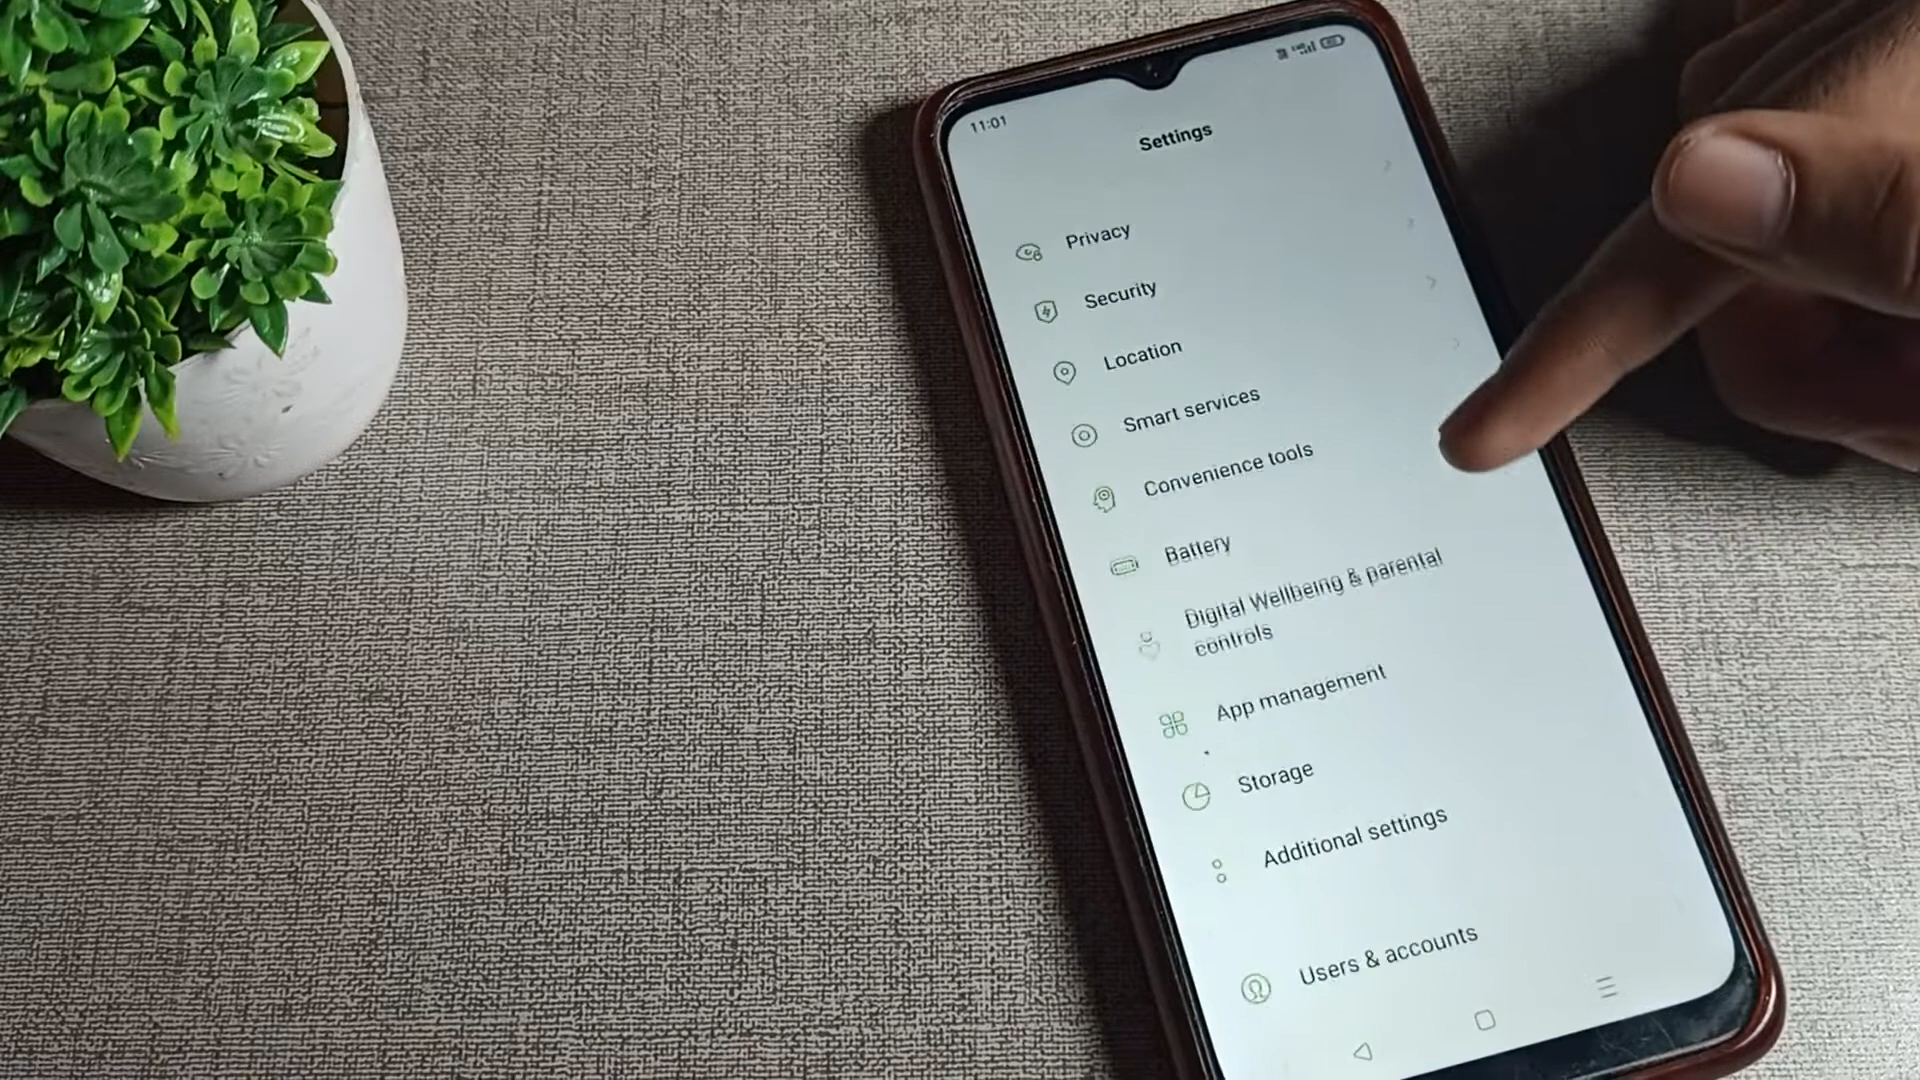 11:01
Settings
Privacy
Security
Location
Smart services
Convenience tools
Battery
Digital Wellbeing & parental
controls
App management
Storage
Additional settings
Users & accounts